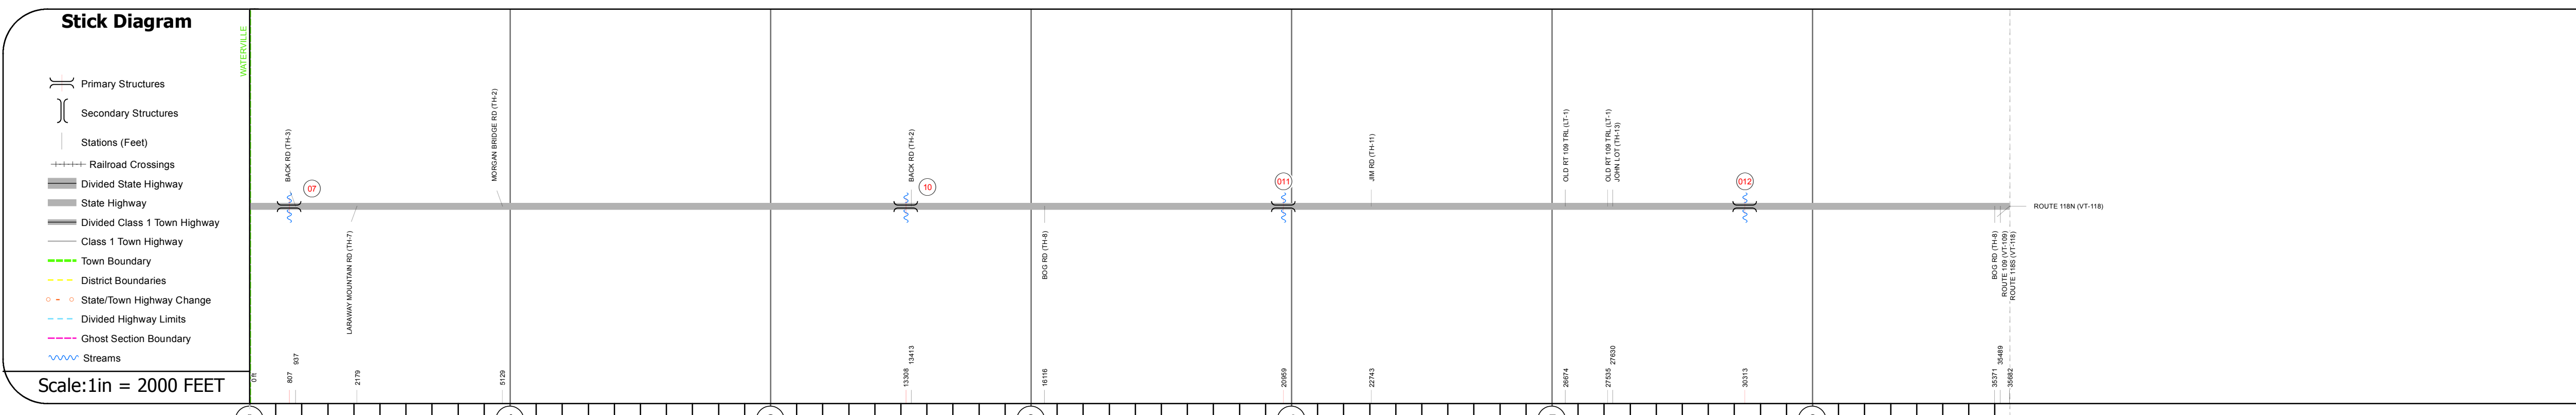 Stick Diagram
Primary Structures
Secondary Structures
Stations (Feet)
Railroad Crossings
Divided State Highway
State Highway
Divided Class 1 Town Highway
Class 1 Town Highway
Town Boundary
District Boundaries
State/Town Highway Change
Divided Highway Limits
Ghost Section Boundary
Streams
Scale:1in = 2000 FEET
WATERVILLE
BACK RD (TH-3)
07
LARAWAY MOUNTAIN RD (TH-7)
MORGAN BRIDGE RD (TH-2)
BACK RD (TH-2)
10
BOG RD (TH-8)
011
JIM RD (TH-11)
OLD RT 109 TRL (LT-1)
OLD RT 109 TRL (LT-1)
JOHN LOT (TH-13)
012
BOG RD (TH-8)
ROUTE 109 (VT-109)
ROUTE 118S (VT-118)
ROUTE 118N (VT-118)
0 ft
807
937
2179
5129
13308
13413
16116
20959
22743
26674
27535
27630
30313
35371
35489
35682